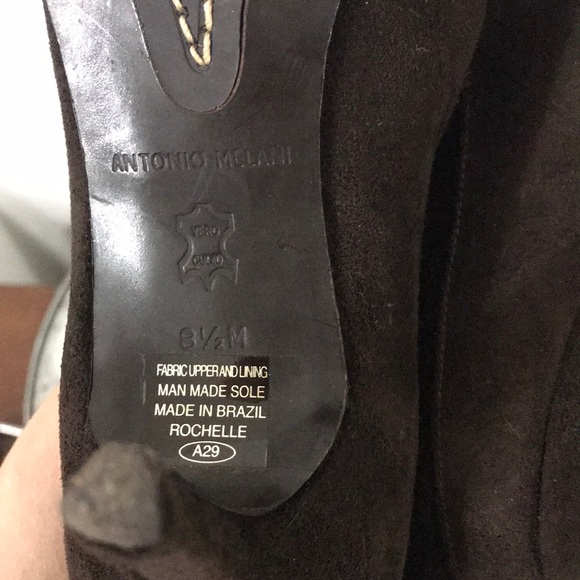 ANTONIO MELANI
VERO
CUOIO
8½M
FABRIC UPPER AND LINING
MAN MADE SOLE
MADE IN BRAZIL
ROCHELLE
A29